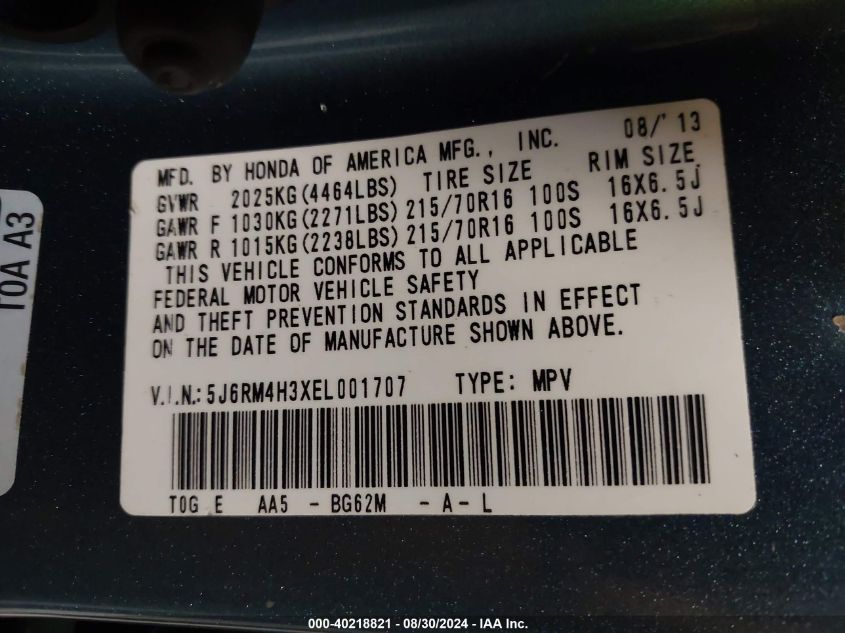 08/'13
MFD. BY HONDA OF AMERICA MFG., INC.
GVWR 2025KG(4464LBS) TIRE SIZE RIM SIZE
GAWR F 1030KG(2271LBS) 215/70R16 100S 16X6.5J
GAWR R 1015KG(2238LBS) 215/70R16 100S 16X6.5J
THIS VEHICLE CONFORMS TO ALL APPLICABLE
FEDERAL MOTOR VEHICLE SAFETY
AND THEFT PREVENTION STANDARDS IN EFFECT
ON THE DATE OF MANUFACTURE SHOWN ABOVE.
V.I.N.: 5J6RM4H3XEL001707 TYPE: MPV
T0G E AA5 - BG62M - A - L
T0A A3
000-40218821 - 08/30/2024 - IAA Inc.